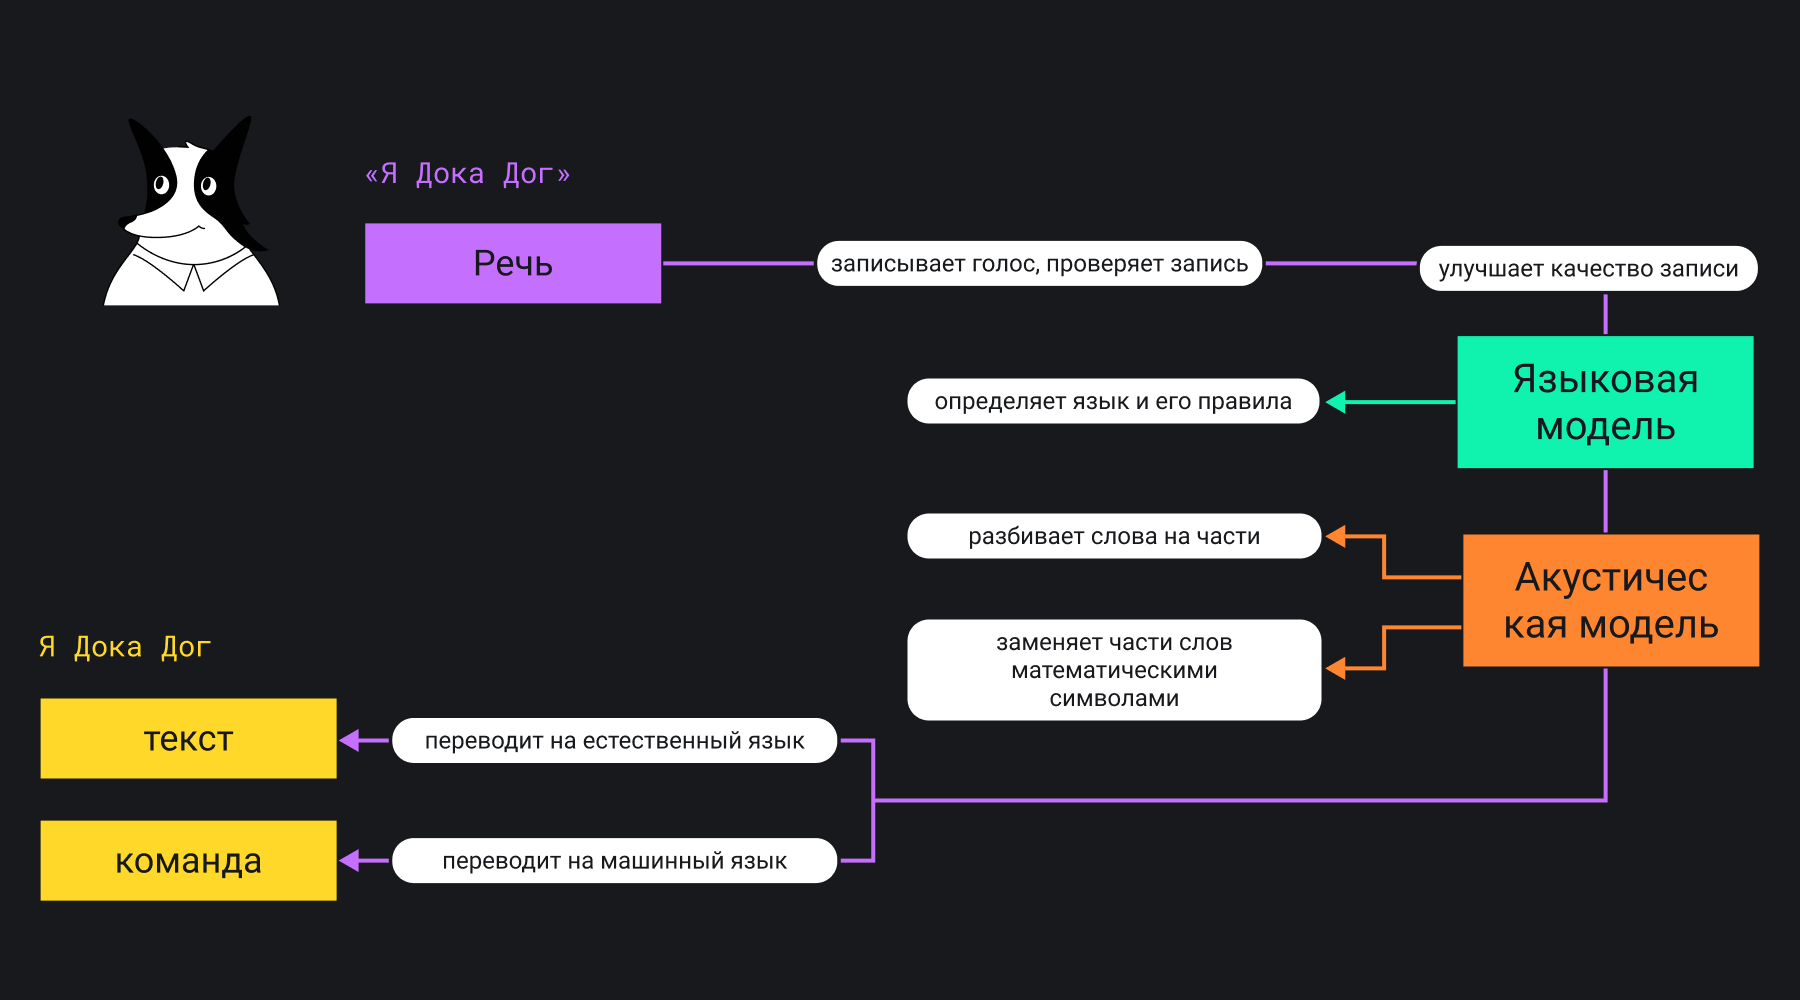 «Я Дока Дог»
Речь
записывает голос, проверяет запись
улучшает качество записи
Языковая
модель
определяет язык и его правила
Акустичес
кая модель
разбивает слова на части
заменяет части слов
математическими
символами
Я Дока Дог
текст
переводит на естественный язык
команда
переводит на машинный язык